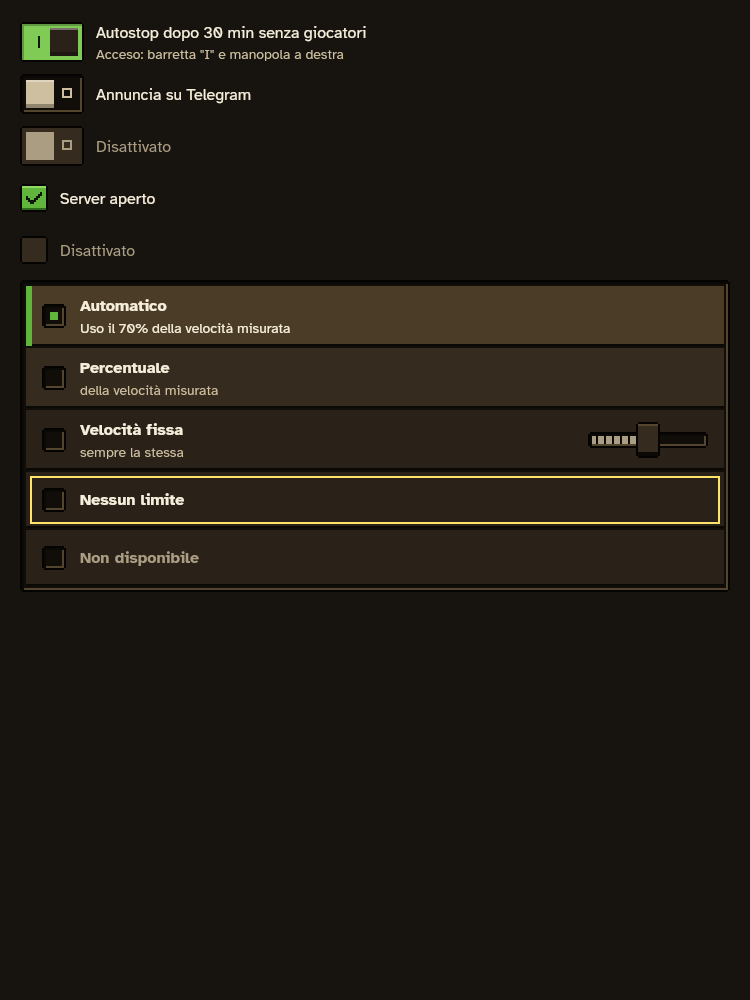 Autostop dopo 30 min senza giocatori
Acceso: barretta "I" e manopola a destra
Annuncia su Telegram
Disattivato
Server aperto
Disattivato
Automatico
Uso il 70% della velocità misurata
Percentuale
della velocità misurata
Velocità fissa
sempre la stessa
Nessun limite
Non disponibile